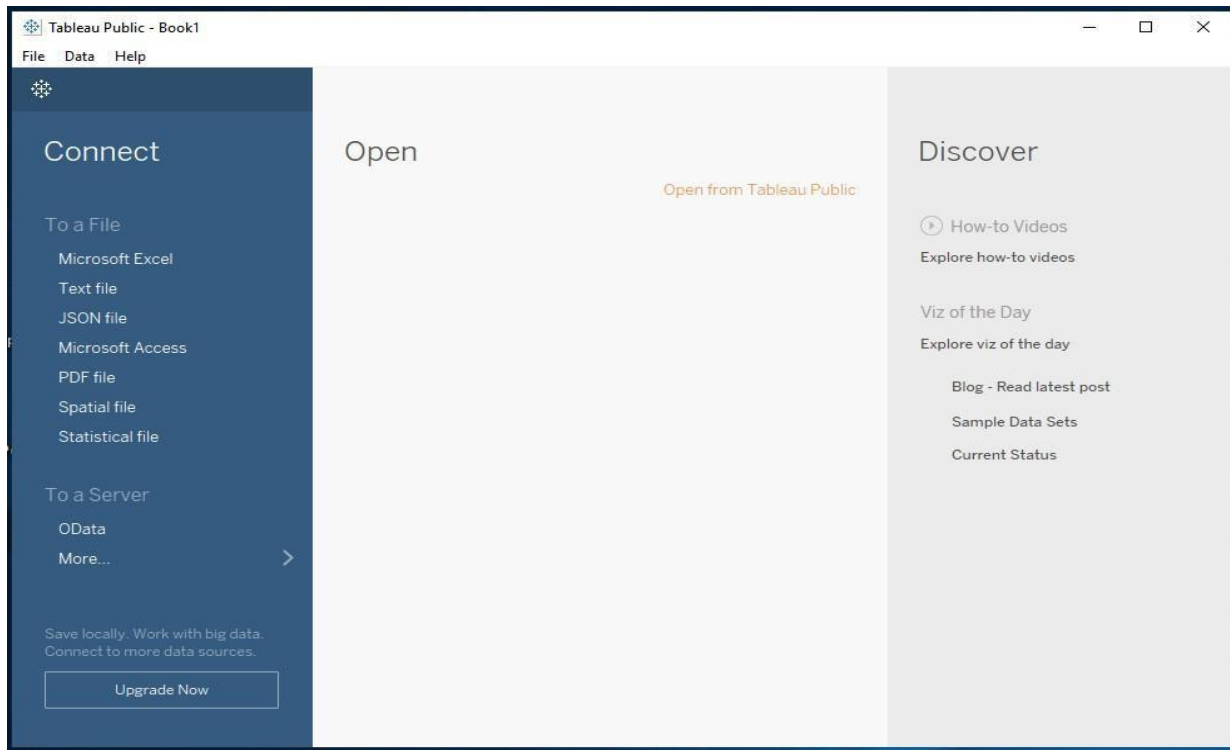 Tableau Public - Book1
File Data Help
Connect
To a File
Microsoft Excel
Text file
JSON file
Microsoft Access
PDF file
Spatial file
Statistical file
To a Server
OData
More...
Save locally. Work with big data.
Connect to more data sources.
Upgrade Now
Open
Open from Tableau Public
Discover
How-to Videos
Explore how-to videos
Viz of the Day
Explore viz of the day
Blog - Read latest post
Sample Data Sets
Current Status